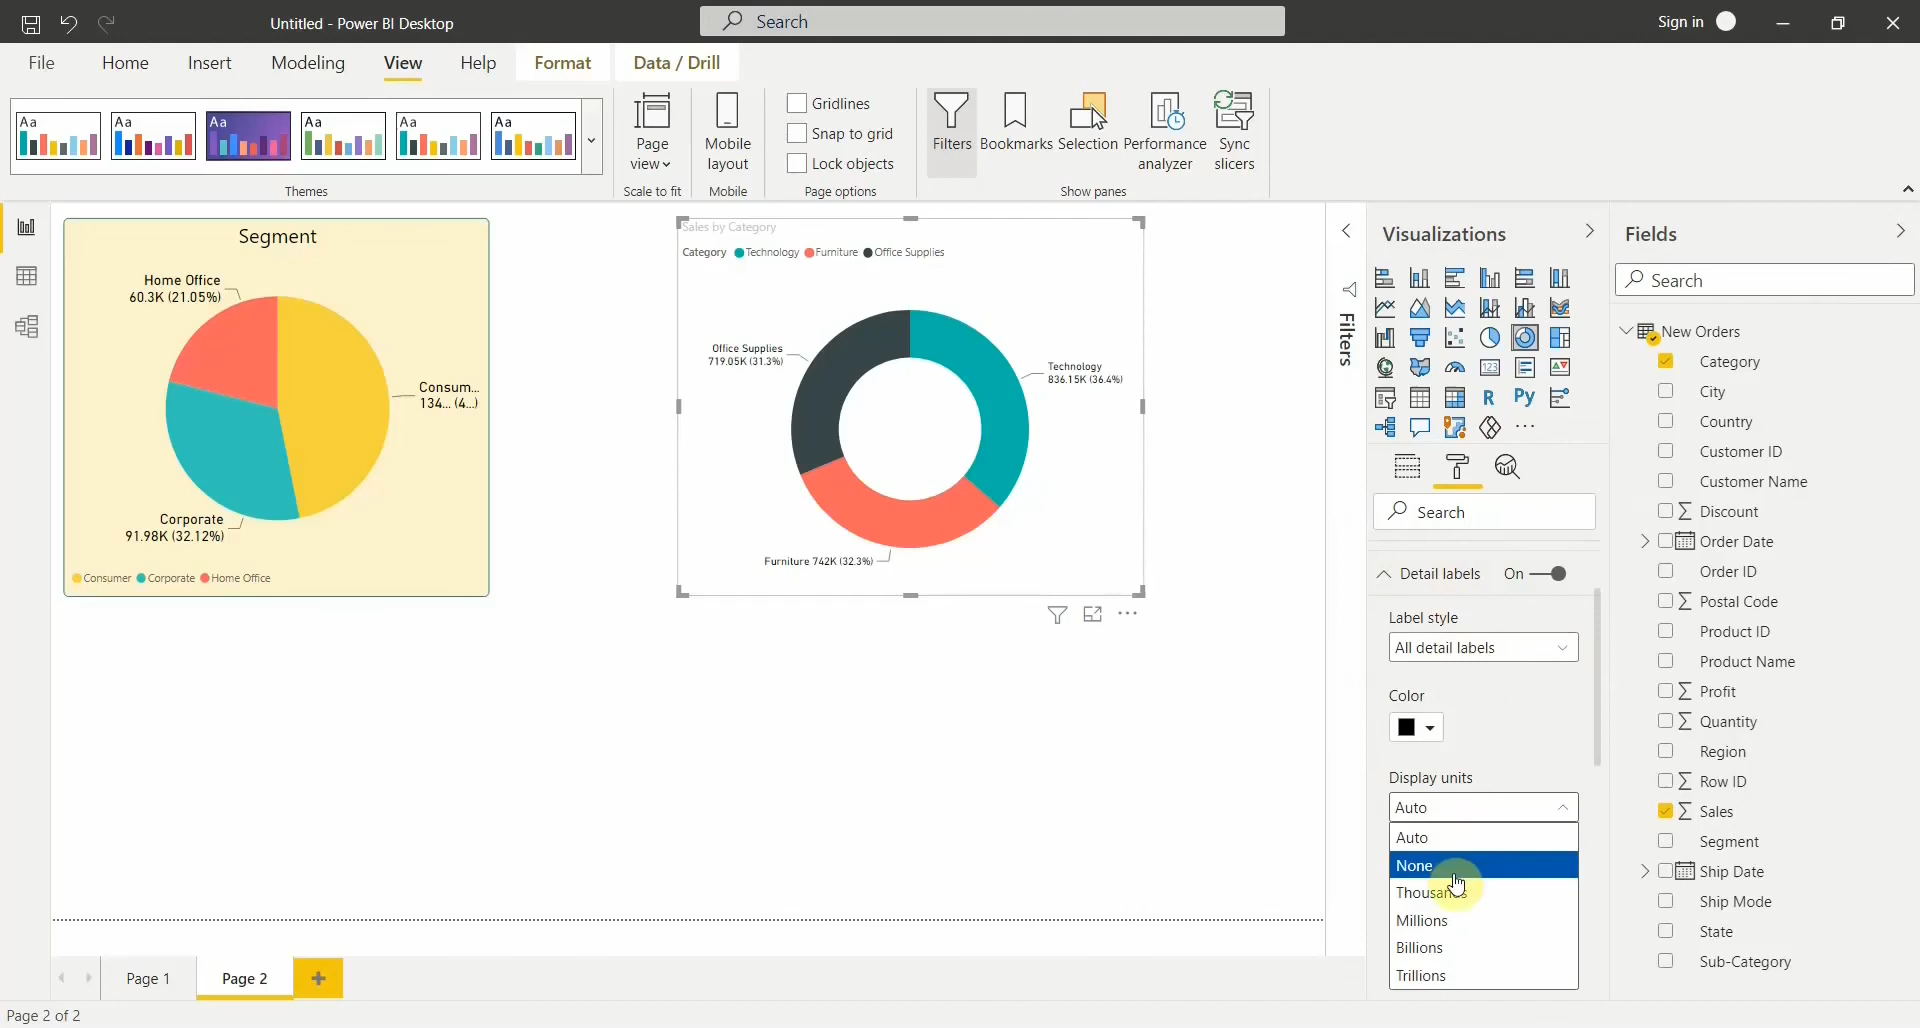 Untitled - Power BI Desktop
Search
Sign in
File
Home
Insert
Modeling
View
Help
Format
Data / Drill
Aa
Aa
Aa
Aa
Aa
Aa
Themes
Page
view
Scale to fit
Mobile
layout
Mobile
Gridlines
Snap to grid
Lock objects
Page options
Filters
Bookmarks
Selection
Performance
analyzer
Sync
slicers
Show panes
Segment
Home Office
60.3K (21.05%)
Consum...
134... (4...)
Corporate
91.98K (32.12%)
Consumer Corporate Home Office
Sales by Category
Category Technology Furniture Office Supplies
Office Supplies
719.05K (31.3%)
Technology
836.15K (36.4%)
Furniture 742K (32.3%)
Filters
Visualizations
123
R
Py
Search
Detail labels On
Label style
All detail labels
Color
Display units
Auto
Auto
None
Thousands
Millions
Billions
Trillions
Fields
Search
New Orders
Category
City
Country
Customer ID
Customer Name
Discount
Order Date
Order ID
Postal Code
Product ID
Product Name
Profit
Quantity
Region
Row ID
Sales
Segment
Ship Date
Ship Mode
State
Sub-Category
Page 1
Page 2
Page 2 of 2